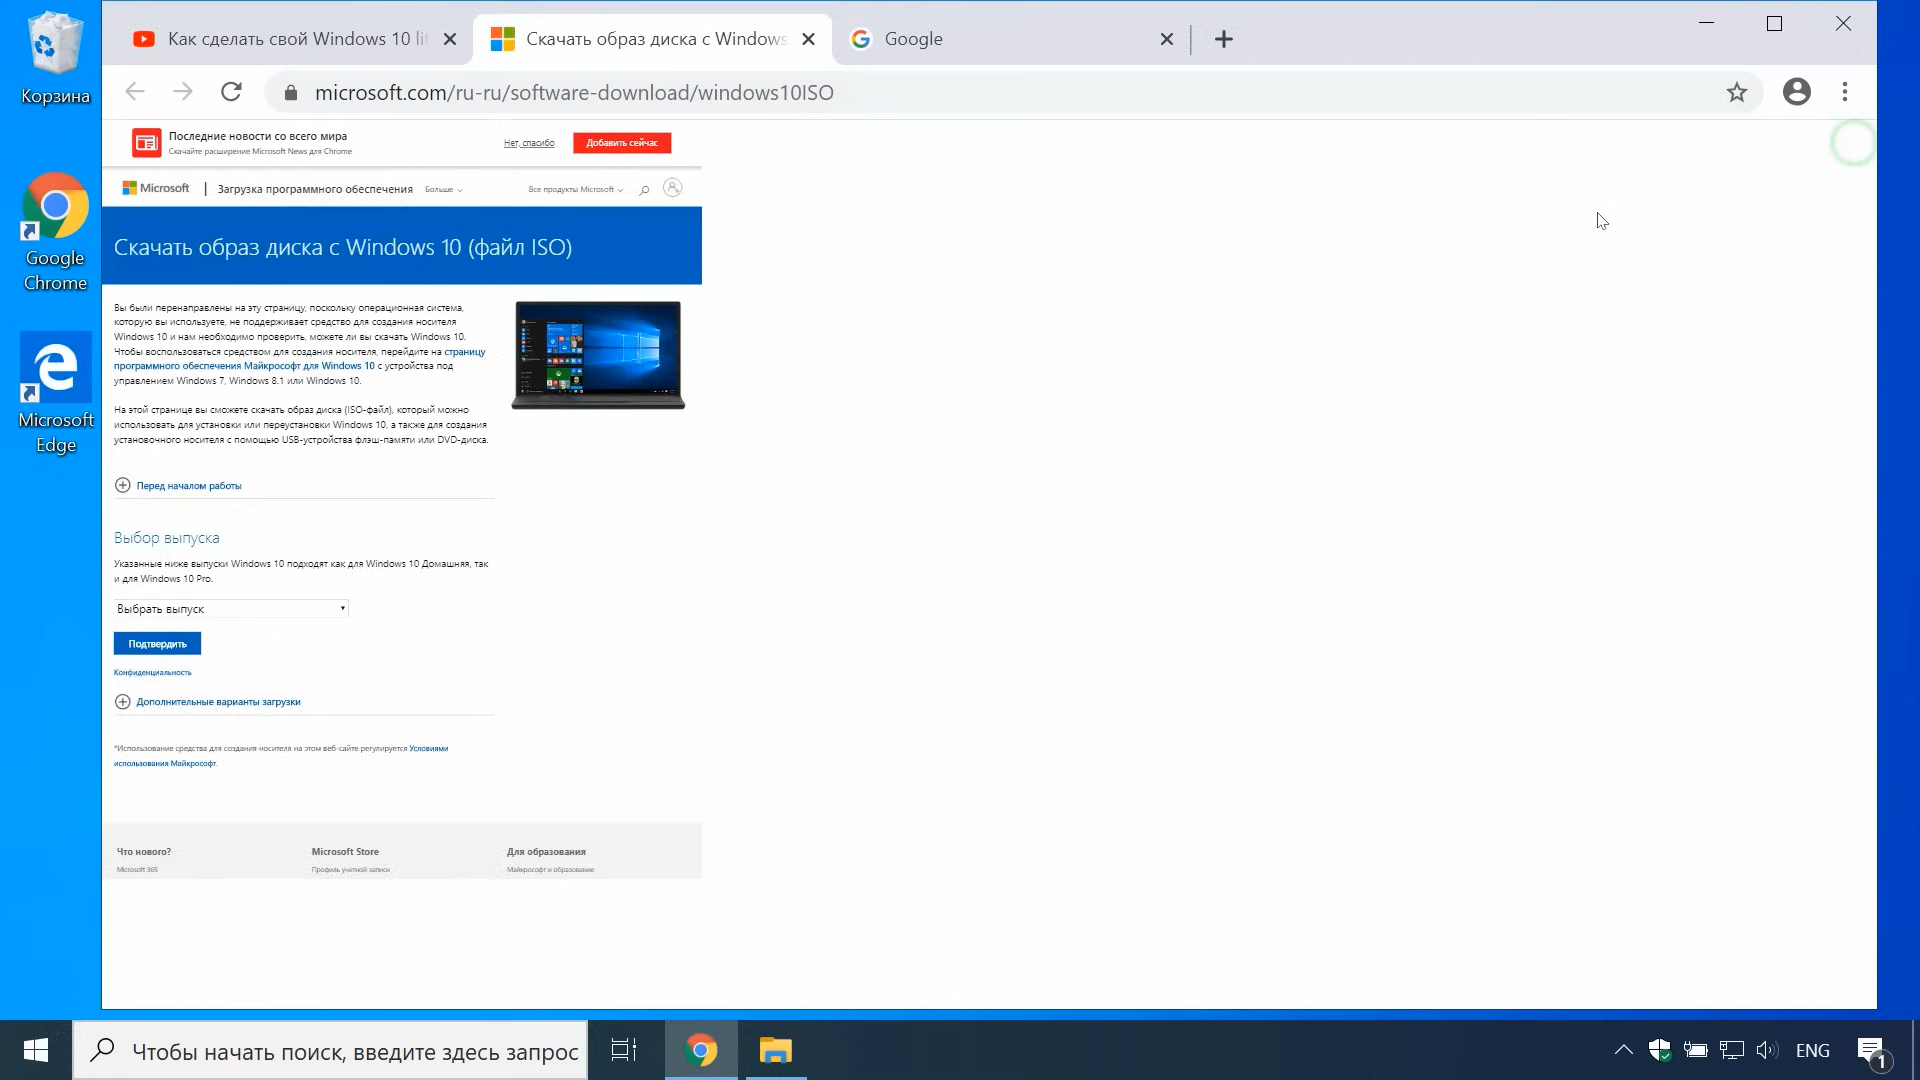 Корзина
Google
Chrome
Microsoft
Edge
Как сделать свой Windows 10 li
Скачать образ диска с Windows
Google
microsoft.com/ru-ru/software-download/windows10ISO
Последние новости со всего мира
Скачайте расширение Microsoft News для Chrome
Нет, спасибо
Добавить сейчас
Microsoft
Загрузка программного обеспечения
Больше
Все продукты Microsoft
Скачать образ диска с Windows 10 (файл ISO)
Вы были перенаправлены на эту страницу, поскольку операционная система,
которую вы используете, не поддерживает средство для создания носителя
Windows 10 и нам необходимо проверить, можете ли вы скачать Windows 10.
Чтобы воспользоваться средством для создания носителя, перейдите на страницу
программного обеспечения Майкрософт для Windows 10 с устройства под
управлением Windows 7, Windows 8.1 или Windows 10.
На этой странице вы сможете скачать образ диска (ISO-файл), который можно
использовать для установки или переустановки Windows 10, а также для создания
установочного носителя с помощью USB-устройства флэш-памяти или DVD-диска.
Перед началом работы
Выбор выпуска
Указанные ниже выпуски Windows 10 подходят как для Windows 10 Домашняя, так
и для Windows 10 Pro.
Выбрать выпуск
Подтвердить
Конфиденциальность
Дополнительные варианты загрузки
*Использование средства для создания носителя на этом веб-сайте регулируется Условиями
использования Майкрософт.
Что нового?
Microsoft Store
Для образования
Microsoft 365
Профиль учетной записи
Майкрософт и образование
Чтобы начать поиск, введите здесь запрос
ENG
1